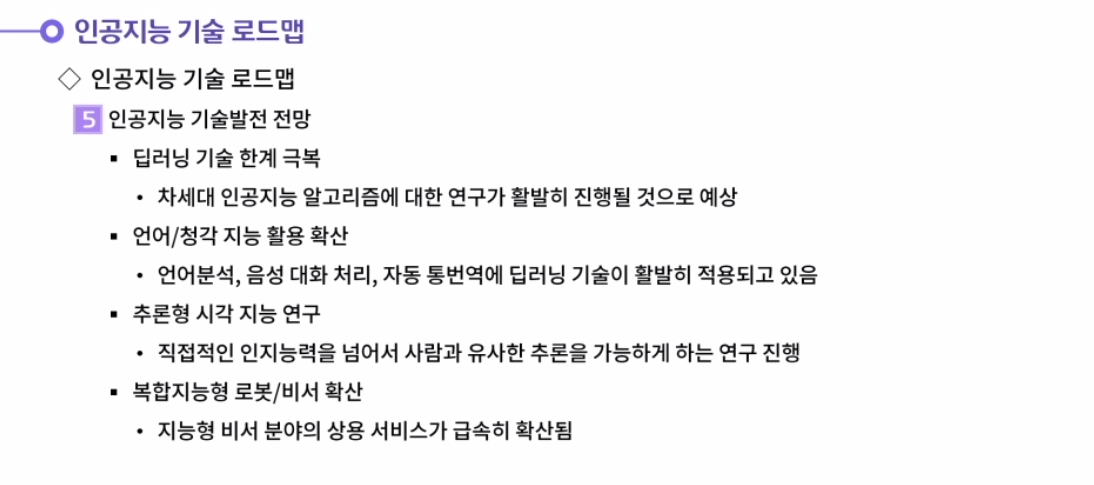 인공지능 기술 로드맵
◇ 인공지능 기술 로드맵
5 인공지능 기술발전 전망
▪ 딥러닝 기술 한계 극복
• 차세대 인공지능 알고리즘에 대한 연구가 활발히 진행될 것으로 예상
▪ 언어/청각 지능 활용 확산
• 언어분석, 음성 대화 처리, 자동 통번역에 딥러닝 기술이 활발히 적용되고 있음
▪ 추론형 시각 지능 연구
• 직접적인 인지능력을 넘어서 사람과 유사한 추론을 가능하게 하는 연구 진행
▪ 복합지능형 로봇/비서 확산
• 지능형 비서 분야의 상용 서비스가 급속히 확산됨